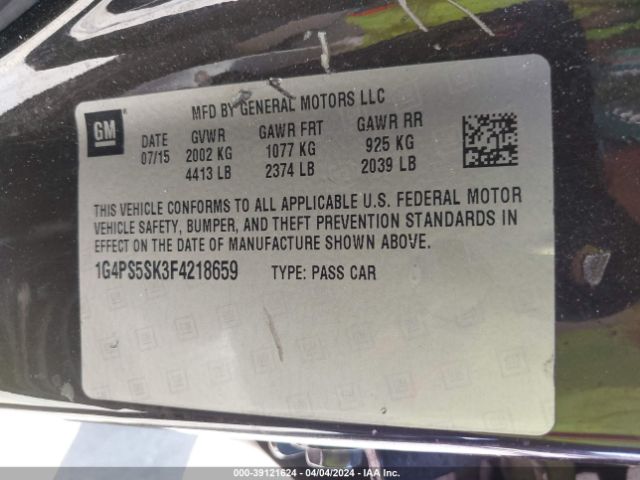 GM
MFD BY GENERAL MOTORS LLC
DATE GVWR GAWR FRT GAWR RR
07/15 2002 KG 1077 KG 925 KG
4413 LB 2374 LB 2039 LB
THIS VEHICLE CONFORMS TO ALL APPLICABLE U.S. FEDERAL MOTOR
VEHICLE SAFETY, BUMPER, AND THEFT PREVENTION STANDARDS IN
EFFECT ON THE DATE OF MANUFACTURE SHOWN ABOVE.
1G4PS5SK3F4218659 TYPE: PASS CAR
000-39121624 / 04/04/2024 - IAA Inc.